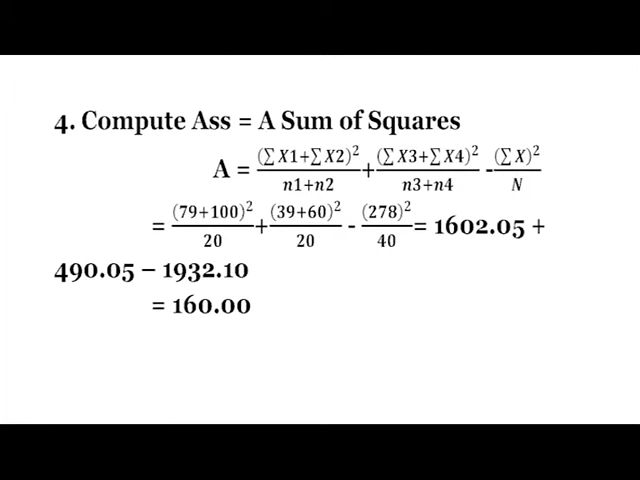 4. Compute Ass = A Sum of Squares
A = (∑ X1+∑ X2)²/n1+n2 + (∑ X3+∑ X4)²/n3+n4 - (∑ X)²/N
= (79+100)²/20 + (39+60)²/20 - (278)²/40 = 1602.05 +
490.05 – 1932.10
= 160.00